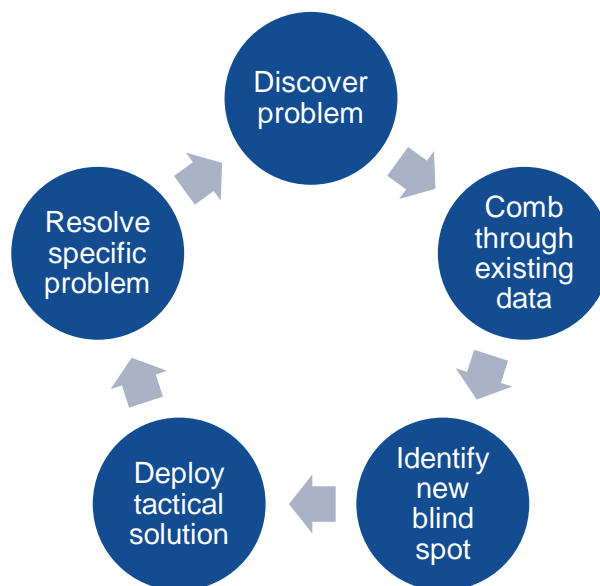 Discover
problem
Comb
through
existing
data
Identify
new
blind
spot
Deploy
tactical
solution
Resolve
specific
problem